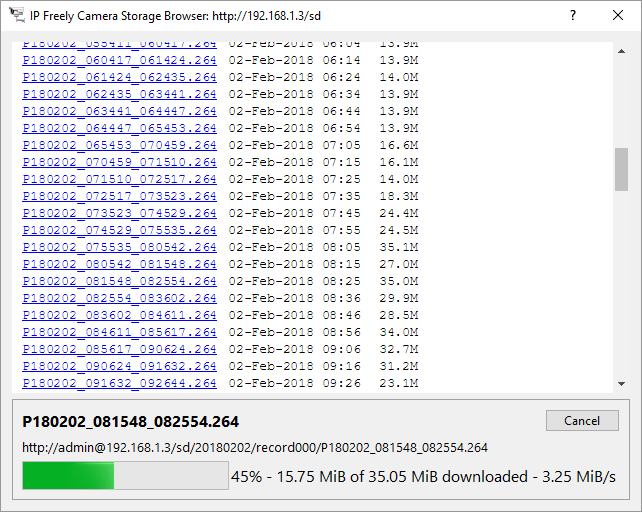 IP Freely Camera Storage Browser: http://192.168.1.3/sd
P180202_055411_060417.264 02-Feb-2018 06:04 13.9M
P180202_060417_061424.264 02-Feb-2018 06:14 13.9M
P180202_061424_062435.264 02-Feb-2018 06:24 14.0M
P180202_062435_063441.264 02-Feb-2018 06:34 13.9M
P180202_063441_064447.264 02-Feb-2018 06:44 13.9M
P180202_064447_065453.264 02-Feb-2018 06:54 13.9M
P180202_065453_070459.264 02-Feb-2018 07:05 16.6M
P180202_070459_071510.264 02-Feb-2018 07:15 16.1M
P180202_071510_072517.264 02-Feb-2018 07:25 14.0M
P180202_072517_073523.264 02-Feb-2018 07:35 18.3M
P180202_073523_074529.264 02-Feb-2018 07:45 24.4M
P180202_074529_075535.264 02-Feb-2018 07:55 24.5M
P180202_075535_080542.264 02-Feb-2018 08:05 35.1M
P180202_080542_081548.264 02-Feb-2018 08:15 27.0M
P180202_081548_082554.264 02-Feb-2018 08:25 35.0M
P180202_082554_083602.264 02-Feb-2018 08:36 29.9M
P180202_083602_084611.264 02-Feb-2018 08:46 28.5M
P180202_084611_085617.264 02-Feb-2018 08:56 34.0M
P180202_085617_090624.264 02-Feb-2018 09:06 32.7M
P180202_090624_091632.264 02-Feb-2018 09:16 31.2M
P180202_091632_092644.264 02-Feb-2018 09:26 23.1M
P180202_081548_082554.264
Cancel
http://admin@192.168.1.3/sd/20180202/record000/P180202_081548_082554.264
45% - 15.75 MiB of 35.05 MiB downloaded - 3.25 MiB/s